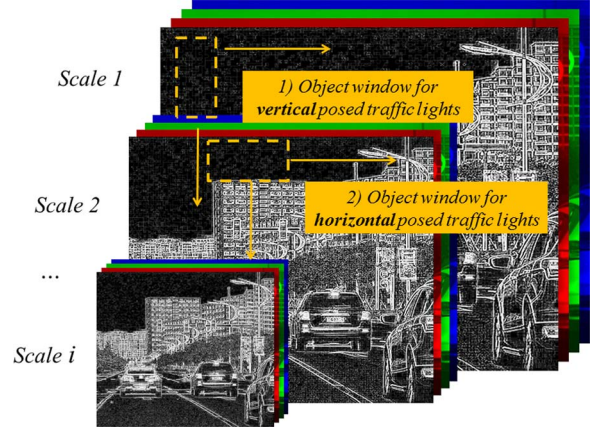 Scale 1
1) Object window for
vertical posed traffic lights
Scale 2
2) Object window for
horizontal posed traffic lights
...
Scale i